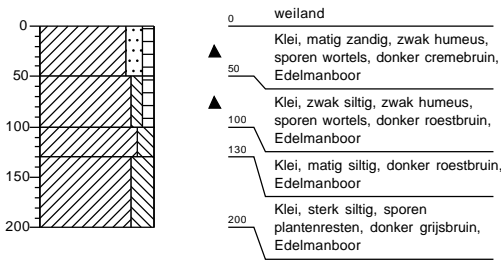 0
50
100
150
200
0
weiland
Klei, matig zandig, zwak humeus,
sporen wortels, donker cremebruin,
Edelmanboor
50
Klei, zwak siltig, zwak humeus,
sporen wortels, donker roestbruin,
Edelmanboor
100
130
Klei, matig siltig, donker roestbruin,
Edelmanboor
200
Klei, sterk siltig, sporen
plantenresten, donker grijsbruin,
Edelmanboor